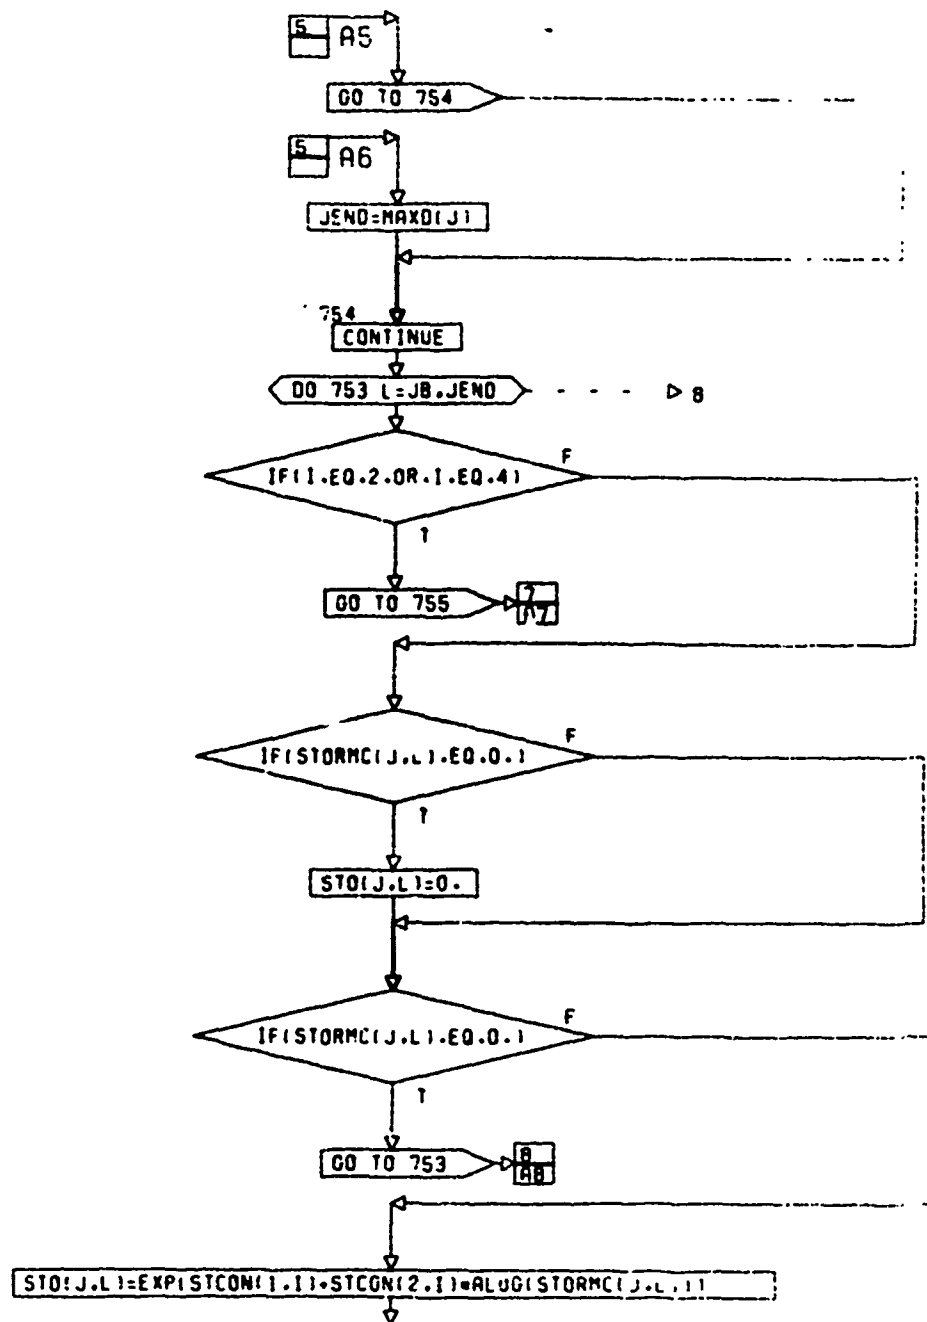 5 A5
GO TO 754
5 A6
JEND=MAXD(J)
754
CONTINUE
DO 753 L=JB,JEND 8
IF(I.EQ.2.OR.I.EQ.4) F
T
GO TO 755 7
A7
IF(STORMC(J,L).EQ.0.) F
T
STO(J,L)=0.
IF(STORMC(J,L).EQ.0.) F
T
GO TO 753 8
A8
STO(J,L)=EXP(STCON(1,I)+STCON(2,I)*ALOG(STORMC(J,L,))